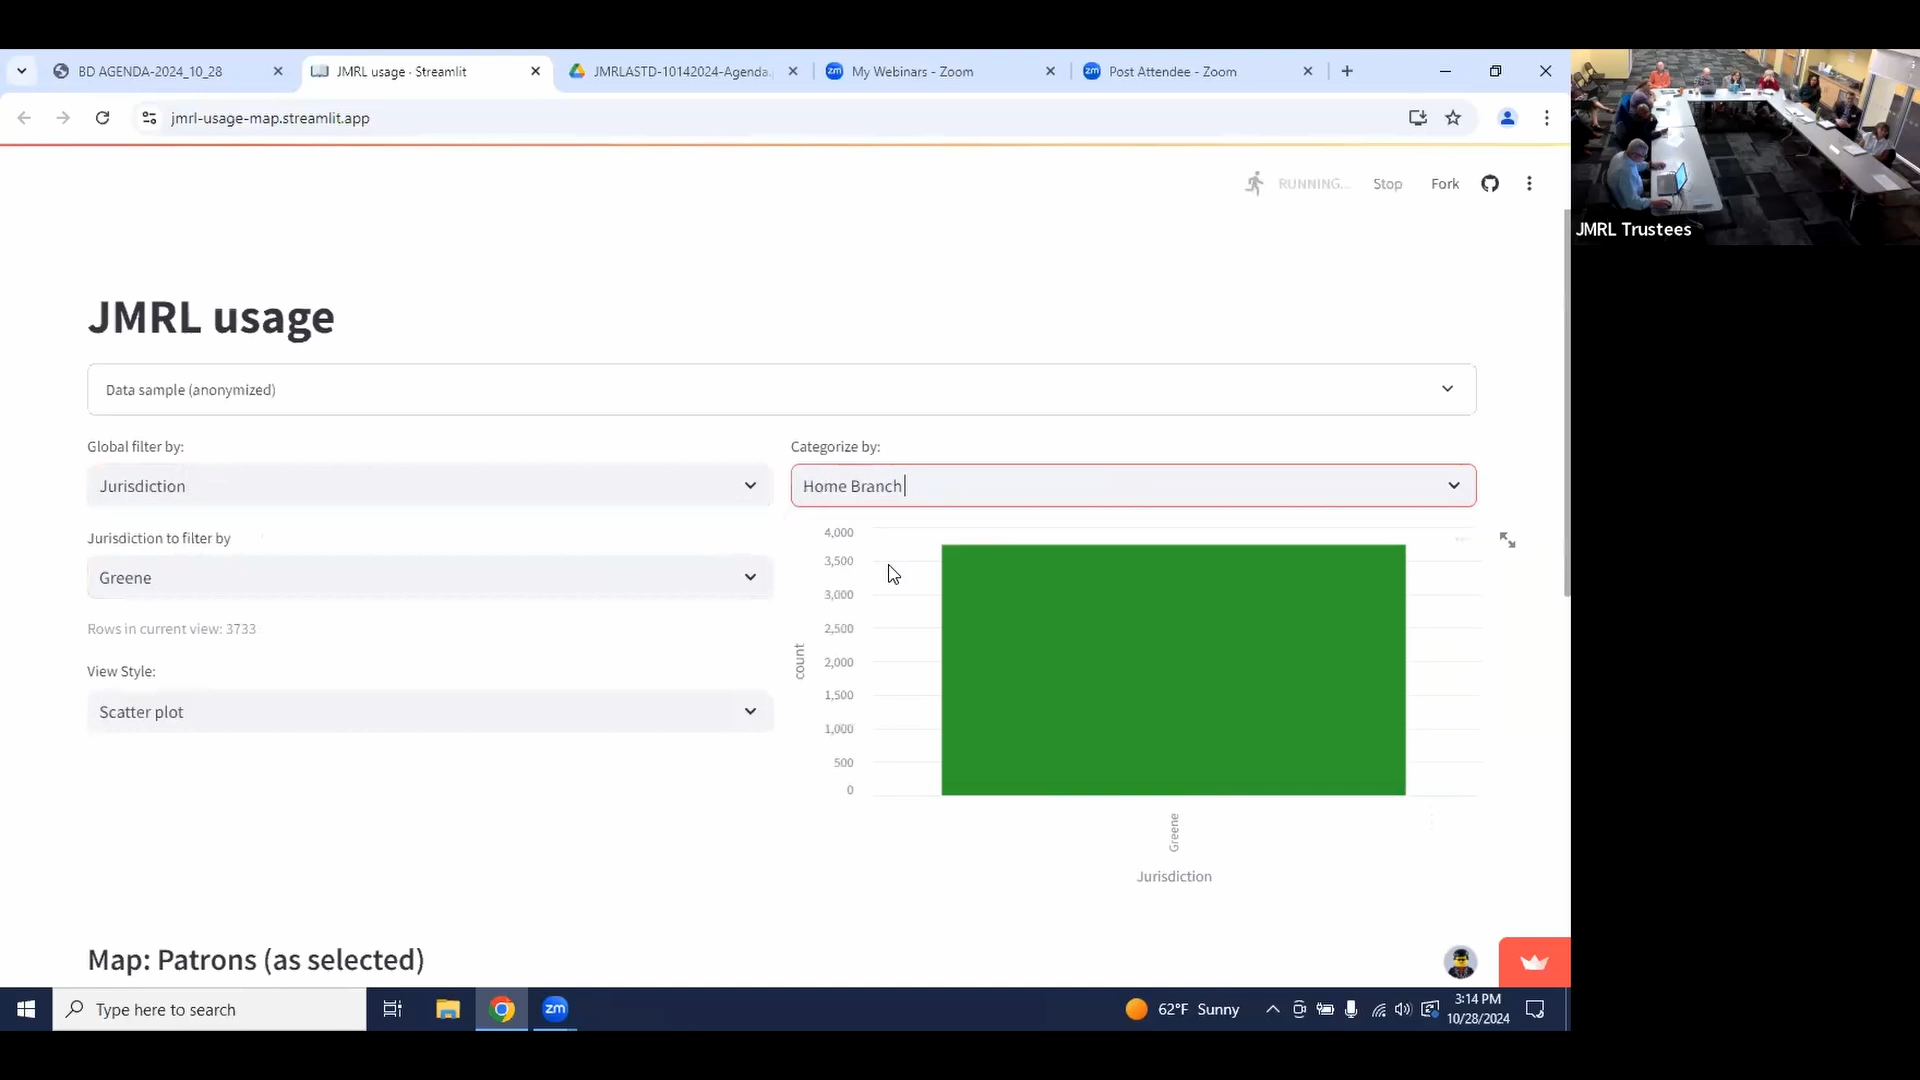 BD AGENDA-2024_10_28
JMRL usage · Streamlit
JMRLASTD-10142024-Agenda.
zm My Webinars - Zoom
zm Post Attendee - Zoom
jmrl-usage-map.streamlit.app
RUNNING...
Stop
Fork
JMRL Trustees
JMRL usage
Data sample (anonymized)
Global filter by:
Jurisdiction
Jurisdiction to filter by
Greene
Rows in current view: 3733
View Style:
Scatter plot
Categorize by:
Home Branch
4,000
3,500
3,000
2,500
2,000
1,500
1,000
500
0
count
Greene
Jurisdiction
Map: Patrons (as selected)
Type here to search
zm
62°F Sunny
3:14 PM
10/28/2024